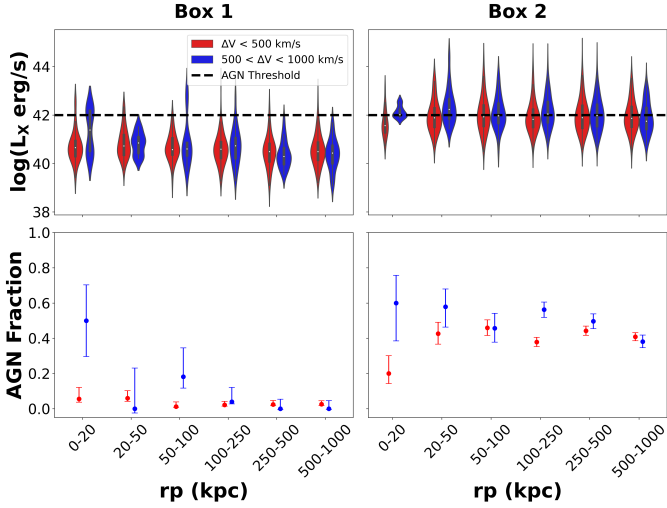 Box 1
Box 2
log(LX erg/s)
44
42
40
38
ΔV < 500 km/s
500 < ΔV < 1000 km/s
AGN Threshold
AGN Fraction
1.0
0.8
0.6
0.4
0.2
0.0
0-20
20-50
50-100
100-250
250-500
500-1000
0-20
20-50
50-100
100-250
250-500
500-1000
rp (kpc)
rp (kpc)